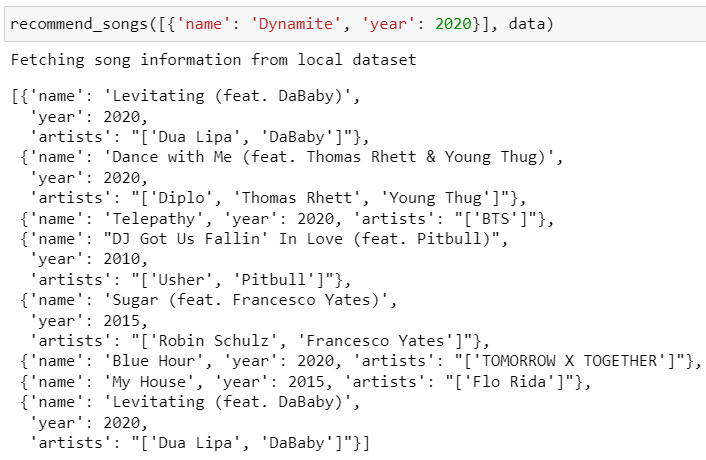 recommend_songs([{'name': 'Dynamite', 'year': 2020}], data)
Fetching song information from local dataset
[{'name': 'Levitating (feat. DaBaby)',
  'year': 2020,
  'artists': "['Dua Lipa', 'DaBaby']"},
 {'name': 'Dance with Me (feat. Thomas Rhett & Young Thug)',
  'year': 2020,
  'artists': "['Diplo', 'Thomas Rhett', 'Young Thug']"},
 {'name': 'Telepathy', 'year': 2020, 'artists': "['BTS']"},
 {'name': "DJ Got Us Fallin' In Love (feat. Pitbull)",
  'year': 2010,
  'artists': "['Usher', 'Pitbull']"},
 {'name': 'Sugar (feat. Francesco Yates)',
  'year': 2015,
  'artists': "['Robin Schulz', 'Francesco Yates']"},
 {'name': 'Blue Hour', 'year': 2020, 'artists': "['TOMORROW X TOGETHER']"},
 {'name': 'My House', 'year': 2015, 'artists': "['Flo Rida']"},
 {'name': 'Levitating (feat. DaBaby)',
  'year': 2020,
  'artists': "['Dua Lipa', 'DaBaby']"}]